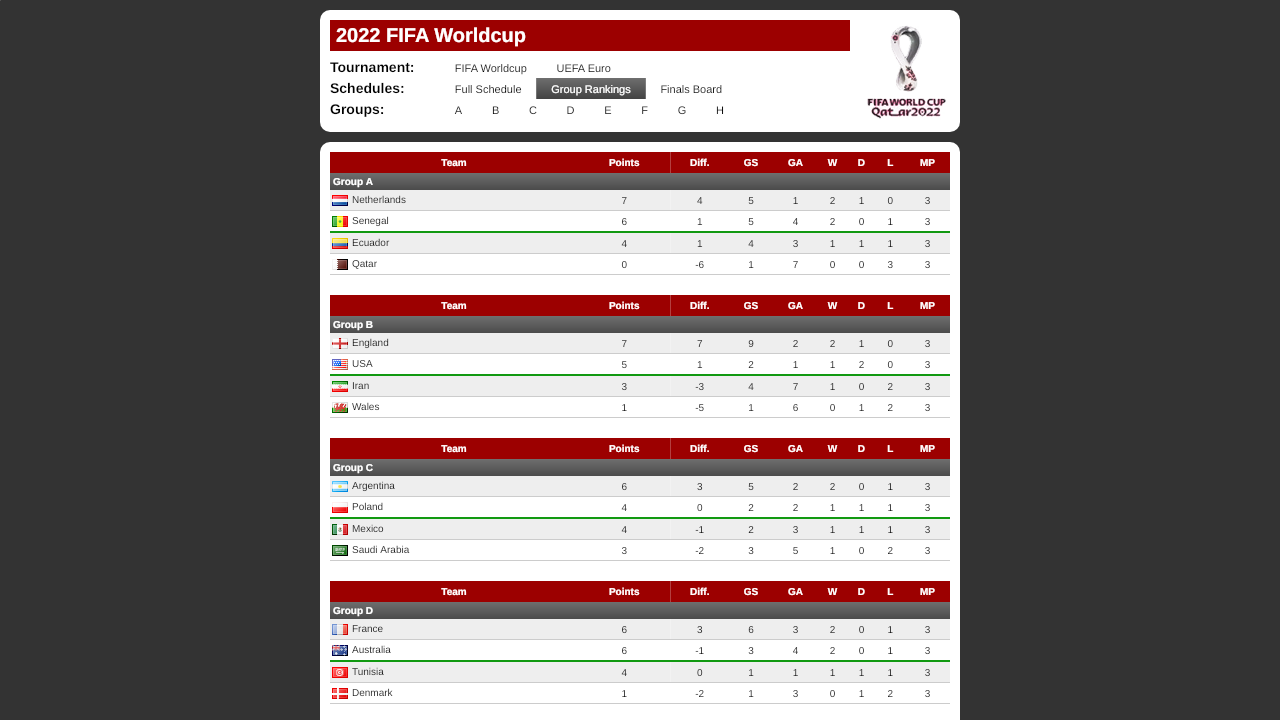 2022 FIFA Worldcup
Tournament: FIFA Worldcup UEFA Euro
Schedules: Full Schedule Group Rankings Finals Board
Groups: A B C D E F G H
FIFA WORLD CUP
Qatar2022
Team Points Diff. GS GA W D L MP
Group A
Netherlands 7 4 5 1 2 1 0 3
Senegal 6 1 5 4 2 0 1 3
Ecuador 4 1 4 3 1 1 1 3
Qatar 0 -6 1 7 0 0 3 3
Team Points Diff. GS GA W D L MP
Group B
England 7 7 9 2 2 1 0 3
USA 5 1 2 1 1 2 0 3
Iran 3 -3 4 7 1 0 2 3
Wales 1 -5 1 6 0 1 2 3
Team Points Diff. GS GA W D L MP
Group C
Argentina 6 3 5 2 2 0 1 3
Poland 4 0 2 2 1 1 1 3
Mexico 4 -1 2 3 1 1 1 3
Saudi Arabia 3 -2 3 5 1 0 2 3
Team Points Diff. GS GA W D L MP
Group D
France 6 3 6 3 2 0 1 3
Australia 6 -1 3 4 2 0 1 3
Tunisia 4 0 1 1 1 1 1 3
Denmark 1 -2 1 3 0 1 2 3